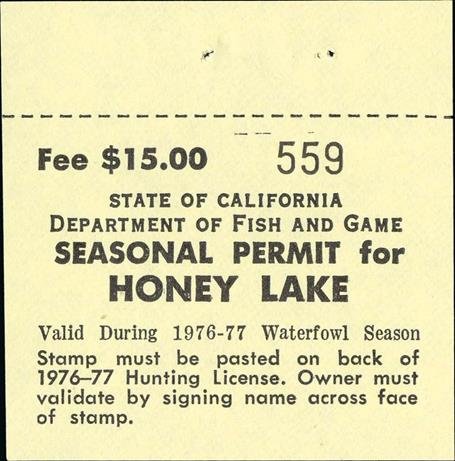 Fee $15.00 559
STATE OF CALIFORNIA
DEPARTMENT OF FISH AND GAME
SEASONAL PERMIT for
HONEY LAKE
Valid During 1976-77 Waterfowl Season
Stamp must be pasted on back of
1976–77 Hunting License. Owner must
validate by signing name across face
of stamp.